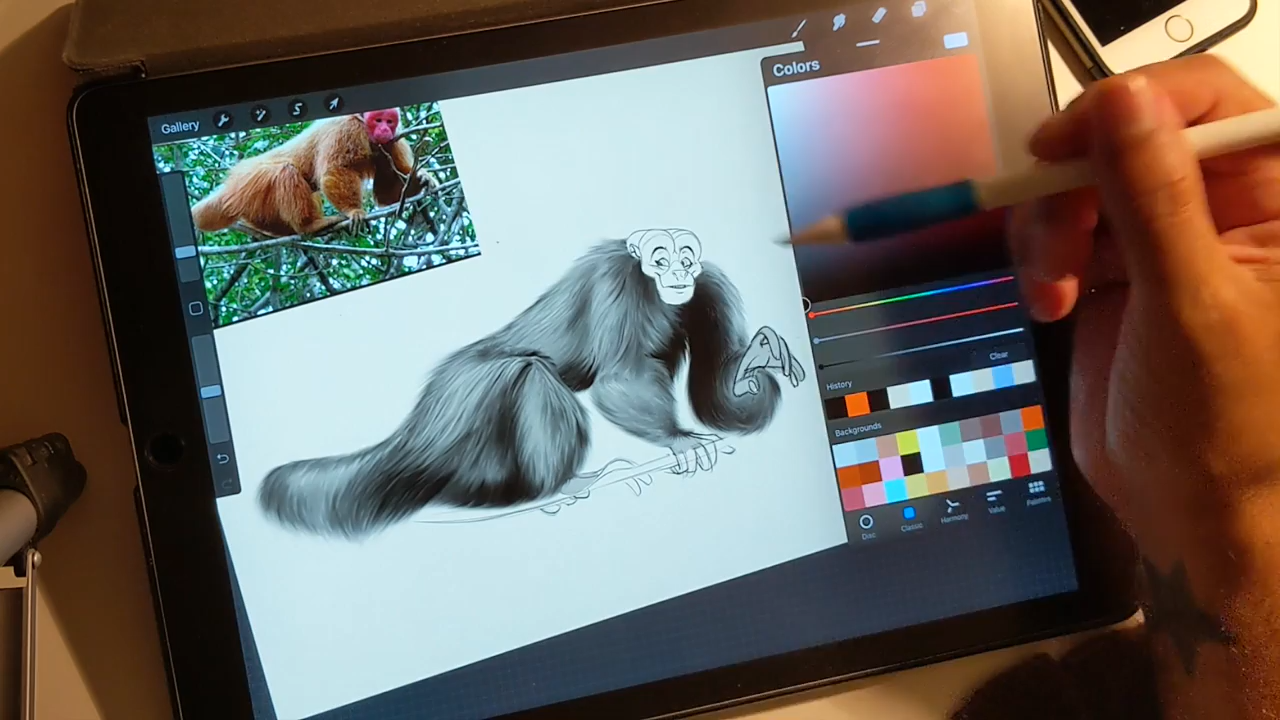 Gallery
Colors
Clear
History
Backgrounds
Disc
Classic
Harmony
Value
Palettes